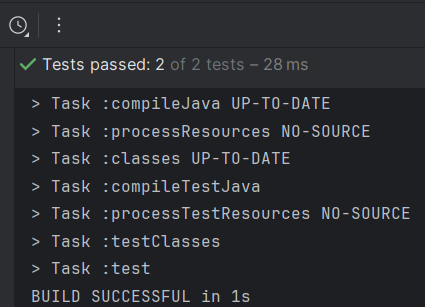 Tests passed: 2 of 2 tests – 28 ms
> Task :compileJava UP-TO-DATE
> Task :processResources NO-SOURCE
> Task :classes UP-TO-DATE
> Task :compileTestJava
> Task :processTestResources NO-SOURCE
> Task :testClasses
> Task :test
BUILD SUCCESSFUL in 1s